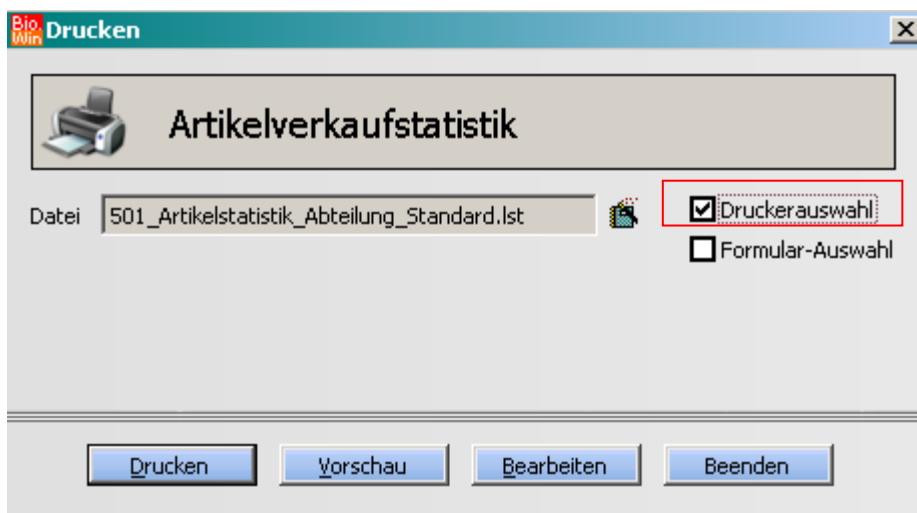 Bio. Win Drucken
Artikelverkaufstatistik
Datei 501_Artikelstatistik_Abteilung_Standard.lst
Druckerauswahl
Formular-Auswahl
Drucken Vorschau Bearbeiten Beenden